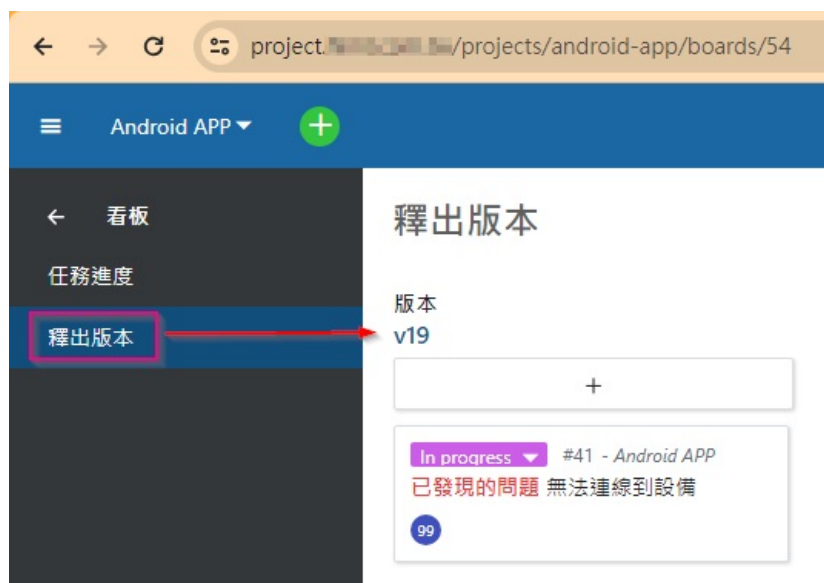 project. /projects/android-app/boards/54
Android APP
看板
任務進度
釋出版本
釋出版本
版本
v19
+
In progress #41 - Android APP
已發現的問題 無法連線到設備
99